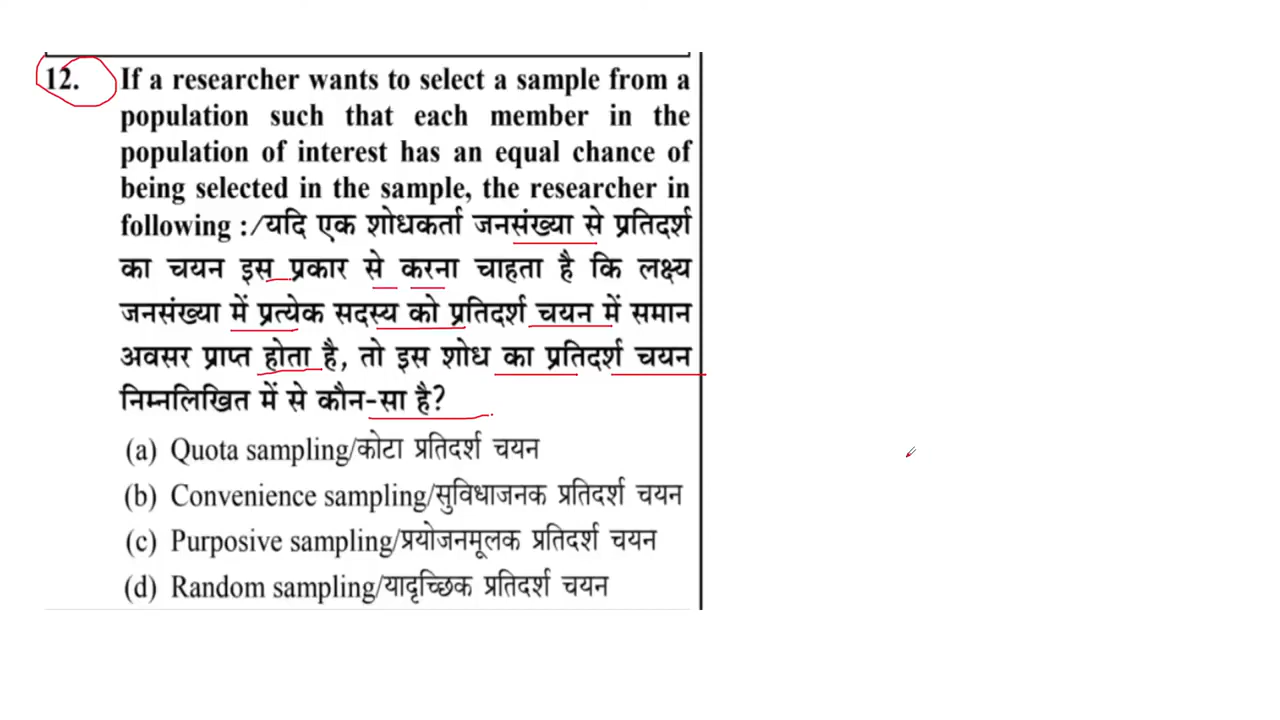 12. If a researcher wants to select a sample from a
population such that each member in the
population of interest has an equal chance of
being selected in the sample, the researcher in
following :/यदि एक शोधकर्ता जनसंख्या से प्रतिदर्श
का चयन इस प्रकार से करना चाहता है कि लक्ष्य
जनसंख्या में प्रत्येक सदस्य को प्रतिदर्श चयन में समान
अवसर प्राप्त होता है, तो इस शोध का प्रतिदर्श चयन
निम्नलिखित में से कौन-सा है?
(a) Quota sampling/कोटा प्रतिदर्श चयन
(b) Convenience sampling/सुविधाजनक प्रतिदर्श चयन
(c) Purposive sampling/प्रयोजनमूलक प्रतिदर्श चयन
(d) Random sampling/यादृच्छिक प्रतिदर्श चयन